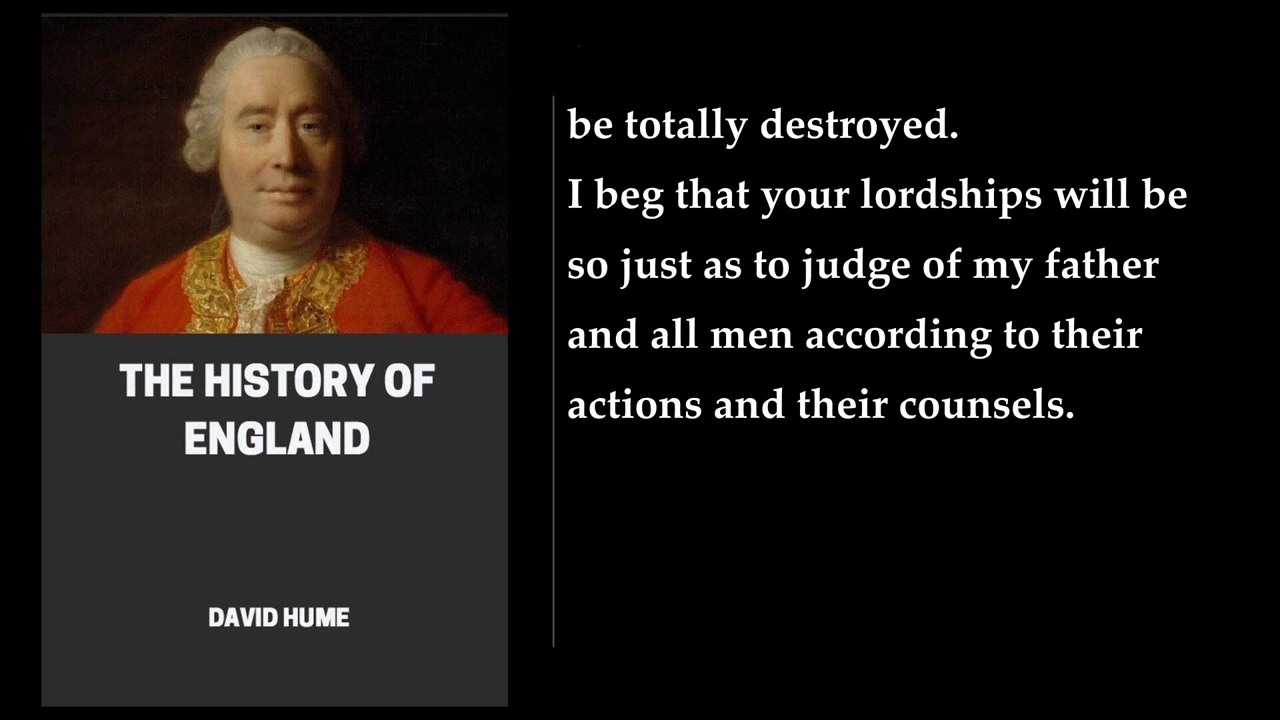 THE HISTORY OF
ENGLAND
DAVID HUME
be totally destroyed.
I beg that your lordships will be
so just as to judge of my father
and all men according to their
actions and their counsels.